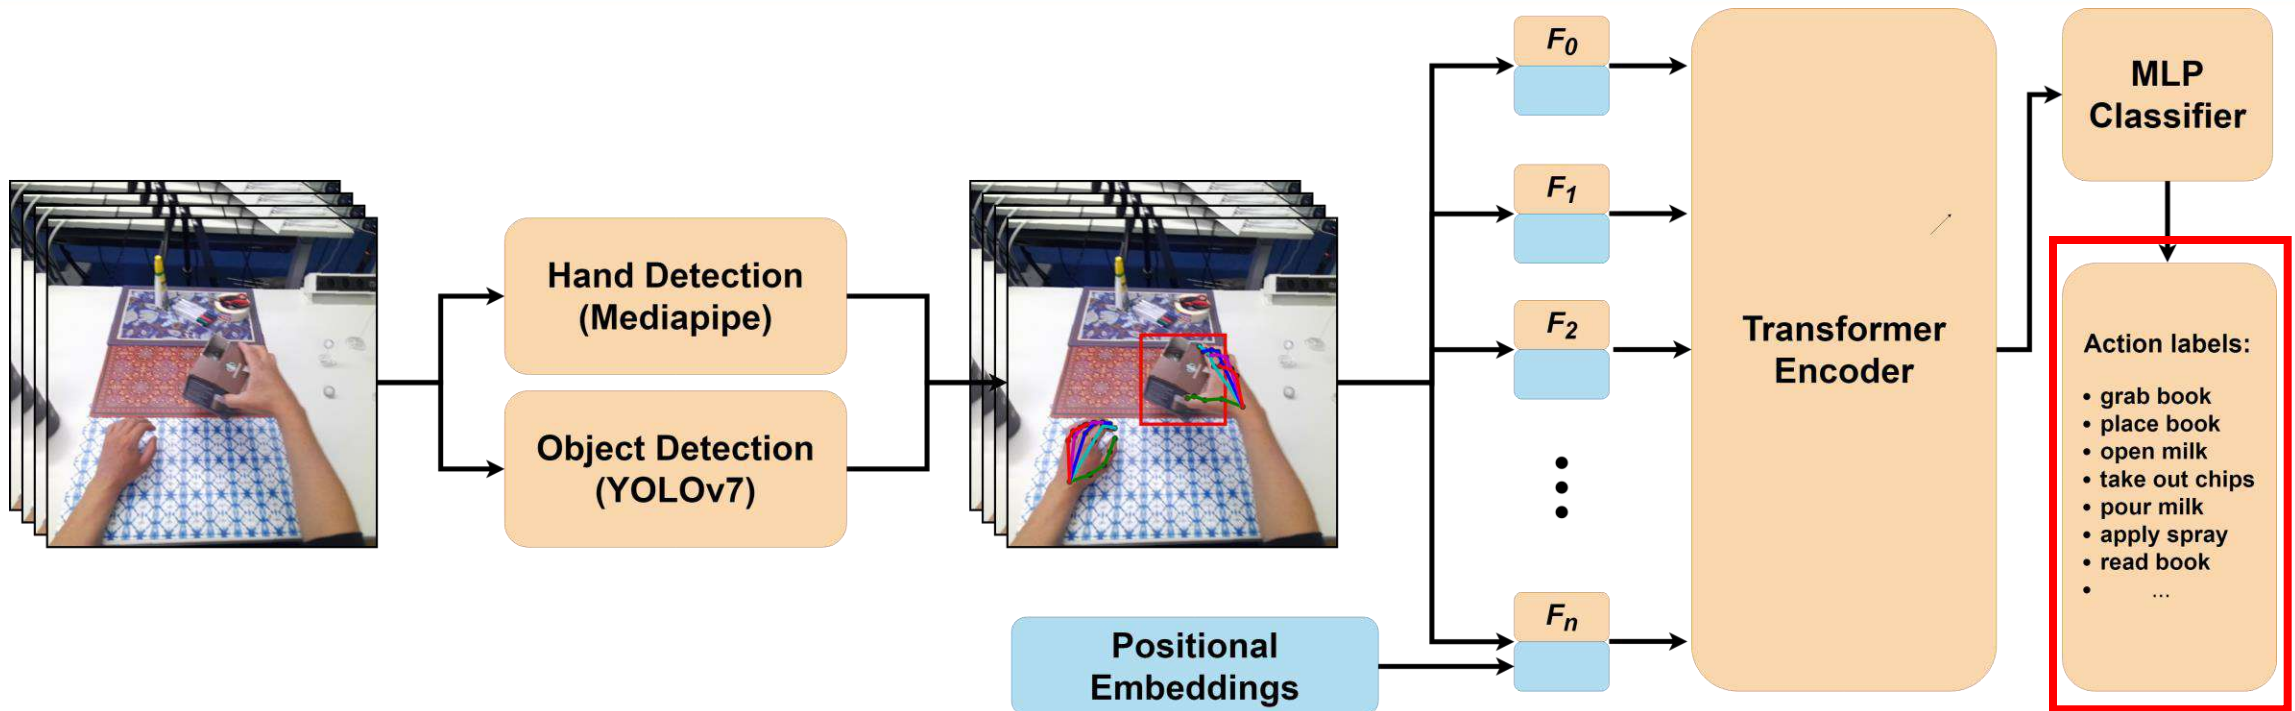 Hand Detection
(Mediapipe)
Object Detection
(YOLOv7)
Positional
Embeddings
F0
F1
F2
Fn
Transformer
Encoder
MLP
Classifier
Action labels:
• grab book
• place book
• open milk
• take out chips
• pour milk
• apply spray
• read book
• ...